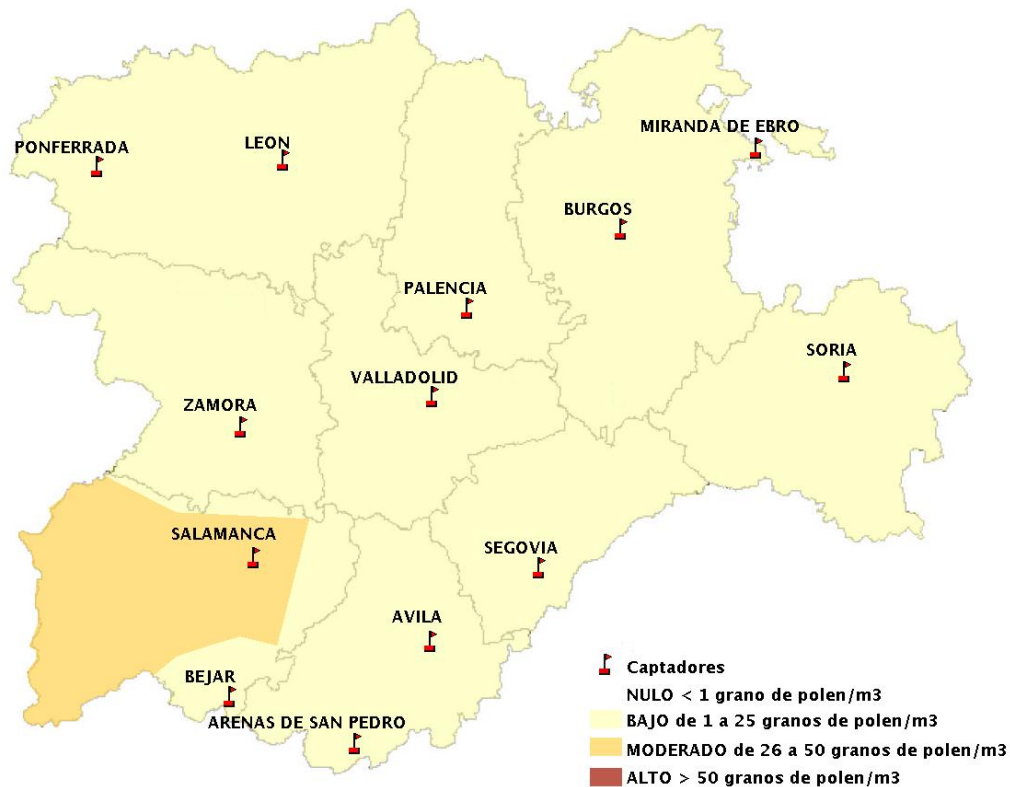 MIRANDA DE EBRO
PONFERRADA
LEON
BURGOS
PALENCIA
SORIA
VALLADOLID
ZAMORA
SALAMANCA
SEGOVIA
AVILA
BEJAR
ARENAS DE SAN PEDRO
Captadores
NULO < 1 grano de polen/m3
BAJO de 1 a 25 granos de polen/m3
MODERADO de 26 a 50 granos de polen/m3
ALTO > 50 granos de polen/m3